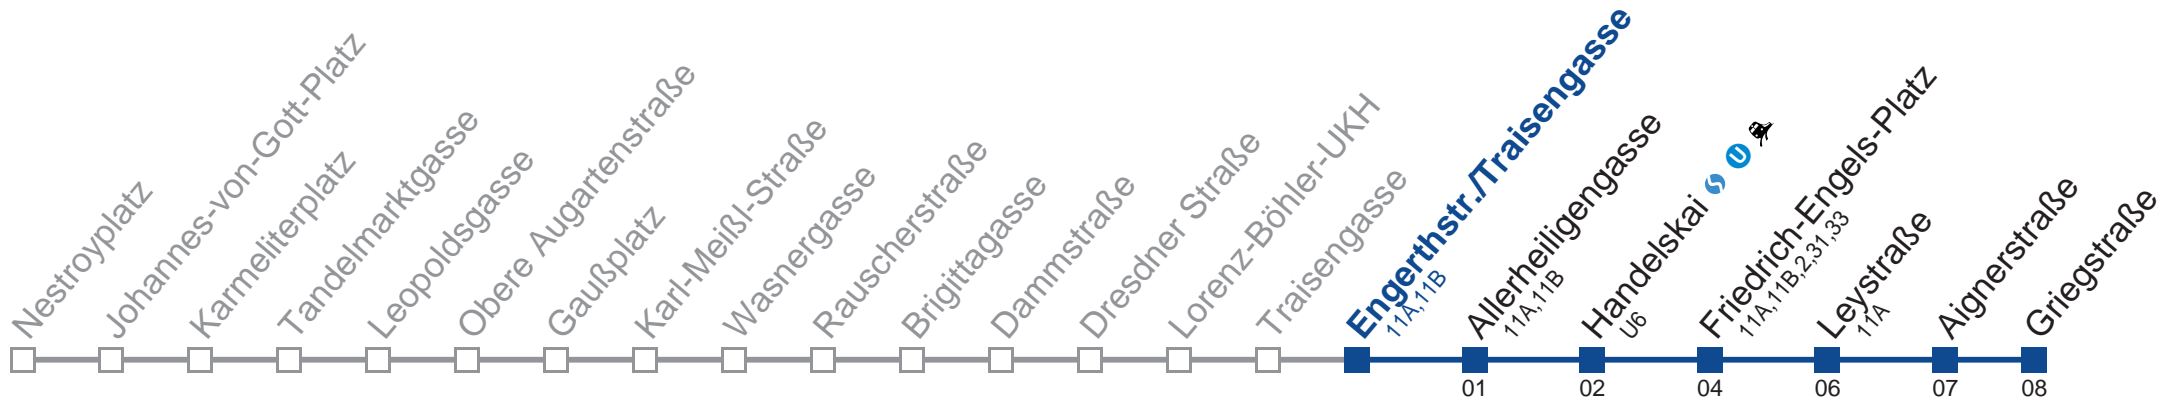 Nestroyplatz
Johannes-von-Gott-Platz
Karmeliterplatz
Tandelmarktgasse
Leopoldsgasse
Obere Augartenstraße
Gaußplatz
Karl-Meißl-Straße
Wasnergasse
Rauscherstraße
Brigittagasse
Dammstraße
Dresdner Straße
Lorenz-Böhler-UKH
Traisengasse
Engerthstr./Traisengasse
11A,11B
Allerheiligengasse
11A,11B
01
Handelskai S U
U6
02
Friedrich-Engels-Platz
11A,11B,2,31,33
04
Leystraße
11A
06
Aignerstraße
07
Griegstraße
08